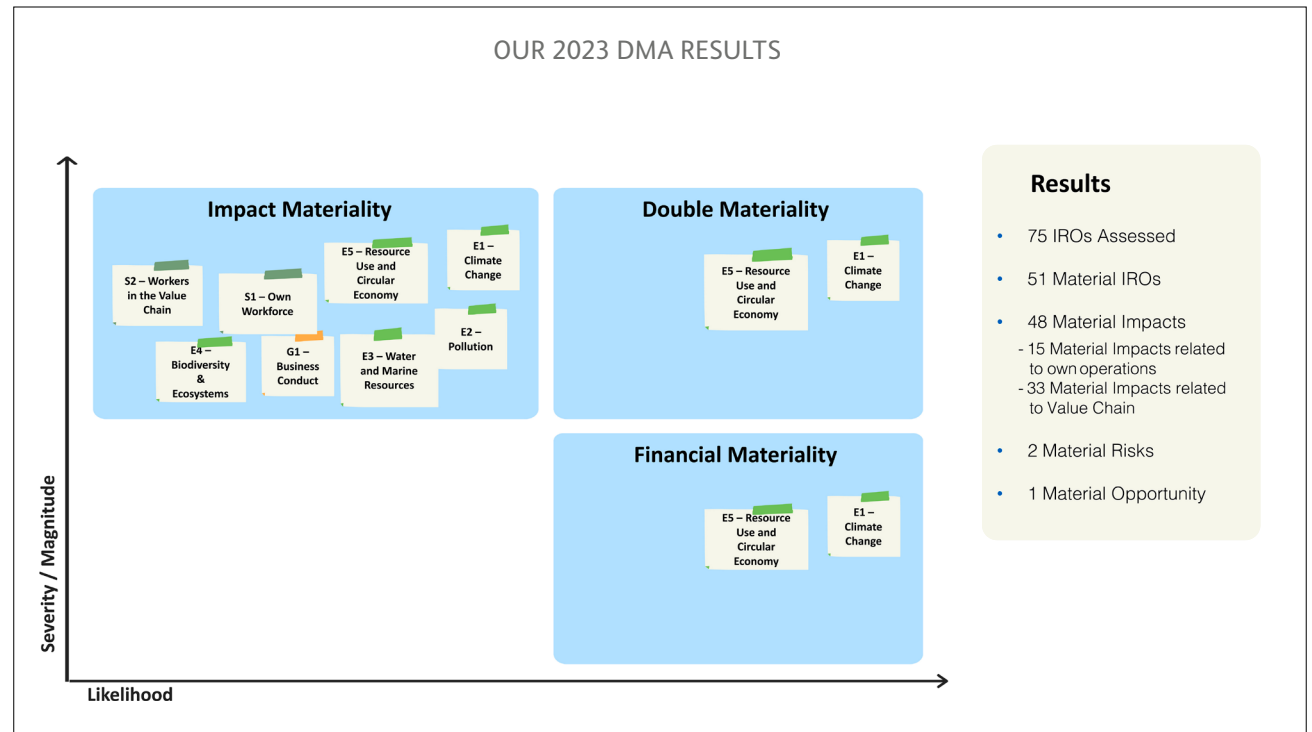 OUR 2023 DMA RESULTS
Impact Materiality
S2 – Workers
in the Value
Chain
S1 – Own
Workforce
E5 – Resource
Use and
Circular
Economy
E1 –
Climate
Change
E4 –
Biodiversity
&
Ecosystems
G1 –
Business
Conduct
E3 – Water
and Marine
Resources
E2 –
Pollution
Double Materiality
E5 – Resource
Use and
Circular
Economy
E1 –
Climate
Change
Financial Materiality
E5 – Resource
Use and
Circular
Economy
E1 –
Climate
Change
Severity / Magnitude
Likelihood
Results
• 75 IROs Assessed
• 51 Material IROs
• 48 Material Impacts
- 15 Material Impacts related
to own operations
- 33 Material Impacts related
to Value Chain
• 2 Material Risks
• 1 Material Opportunity